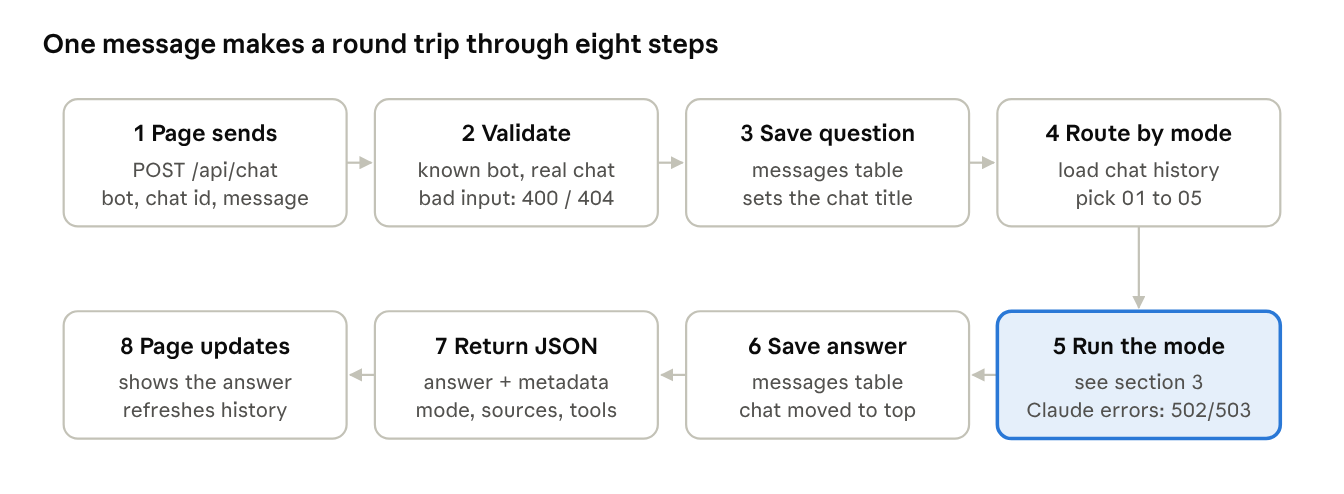 One message makes a round trip through eight steps
1 Page sends
POST /api/chat
bot, chat id, message
2 Validate
known bot, real chat
bad input: 400 / 404
3 Save question
messages table
sets the chat title
4 Route by mode
load chat history
pick 01 to 05
5 Run the mode
see section 3
Claude errors: 502/503
6 Save answer
messages table
chat moved to top
7 Return JSON
answer + metadata
mode, sources, tools
8 Page updates
shows the answer
refreshes history